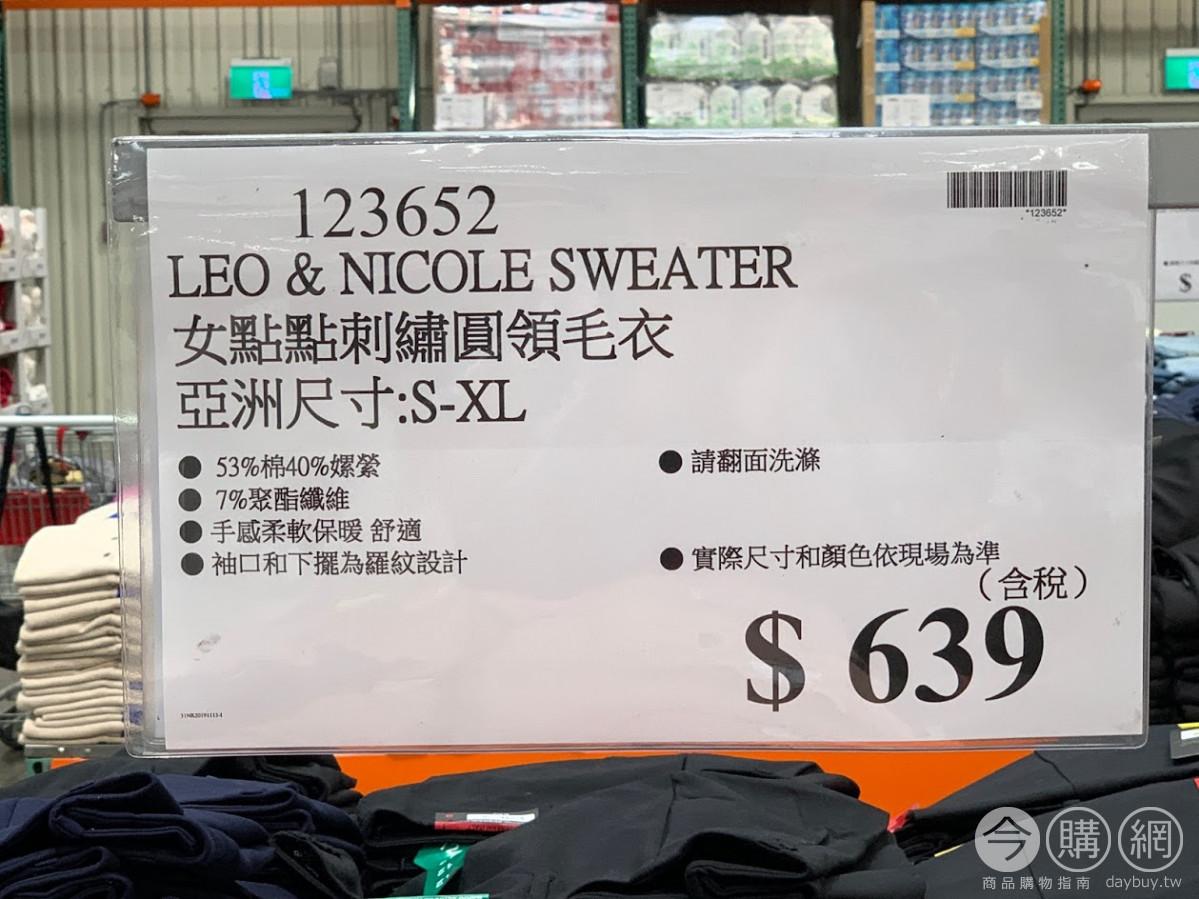 123652
*123652*
LEO & NICOLE SWEATER
女點點刺繡圓領毛衣
亞洲尺寸:S-XL
● 53%棉40%嫘縈
● 7%聚酯纖維
● 手感柔軟保暖 舒適
● 袖口和下擺為羅紋設計
● 請翻面洗滌
● 實際尺寸和顏色依現場為準
(含稅)
$ 639
$
今購網
商品購物指南 daybuy.tw